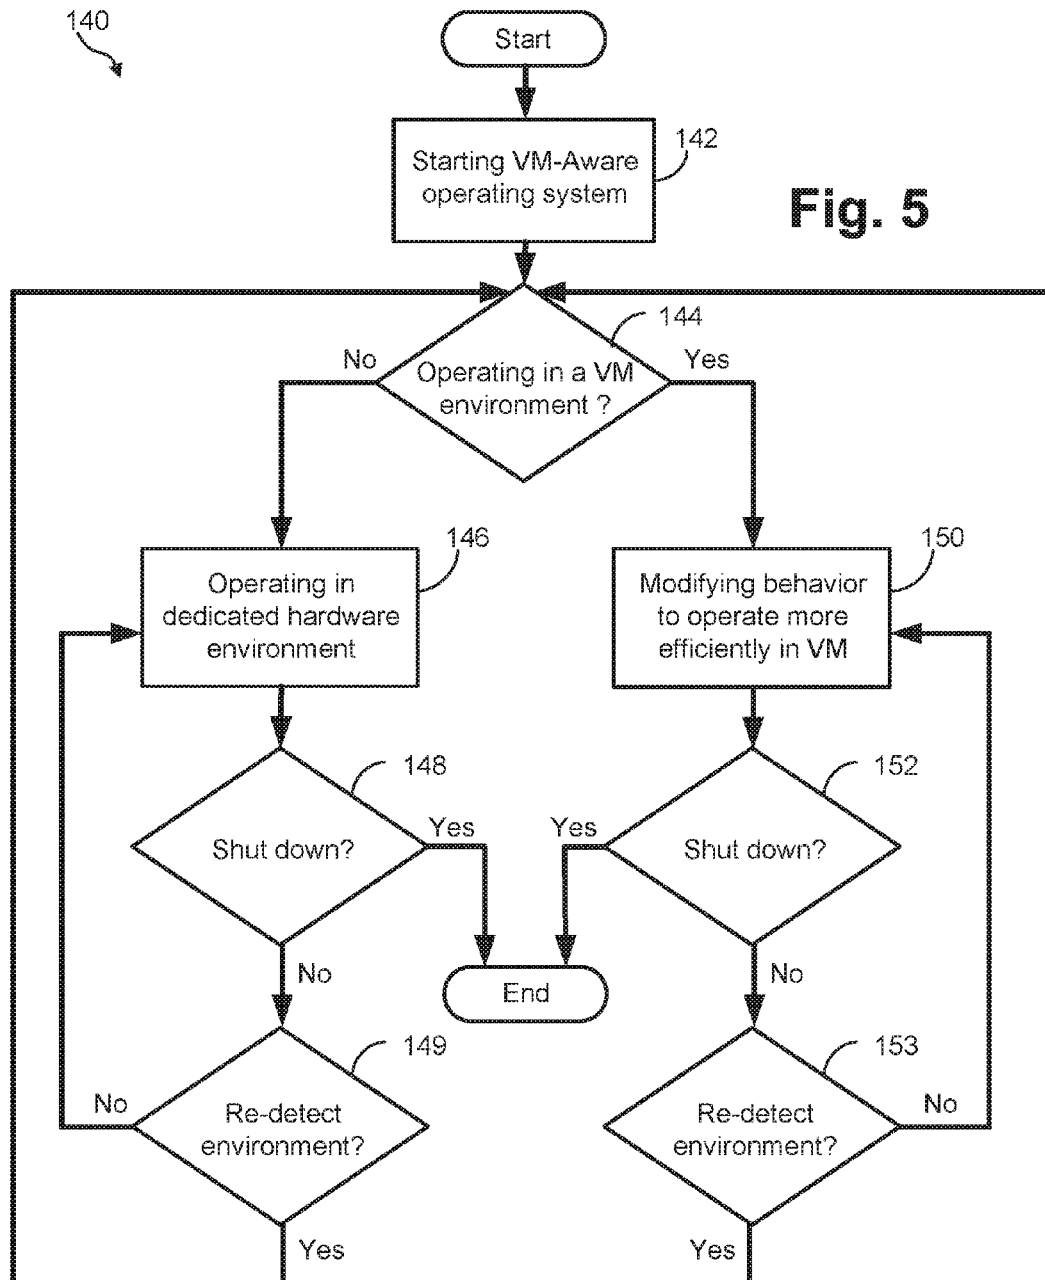 140
Start
142
Starting VM-Aware
operating system
Fig. 5
144
No
Yes
Operating in a VM
environment ?
146
150
Operating in
dedicated hardware
environment
Modifying behavior
to operate more
efficiently in VM
148
152
Shut down?
Yes
Yes
Shut down?
No
End
No
149
153
No
Re-detect
environment?
Re-detect
environment?
No
Yes
Yes